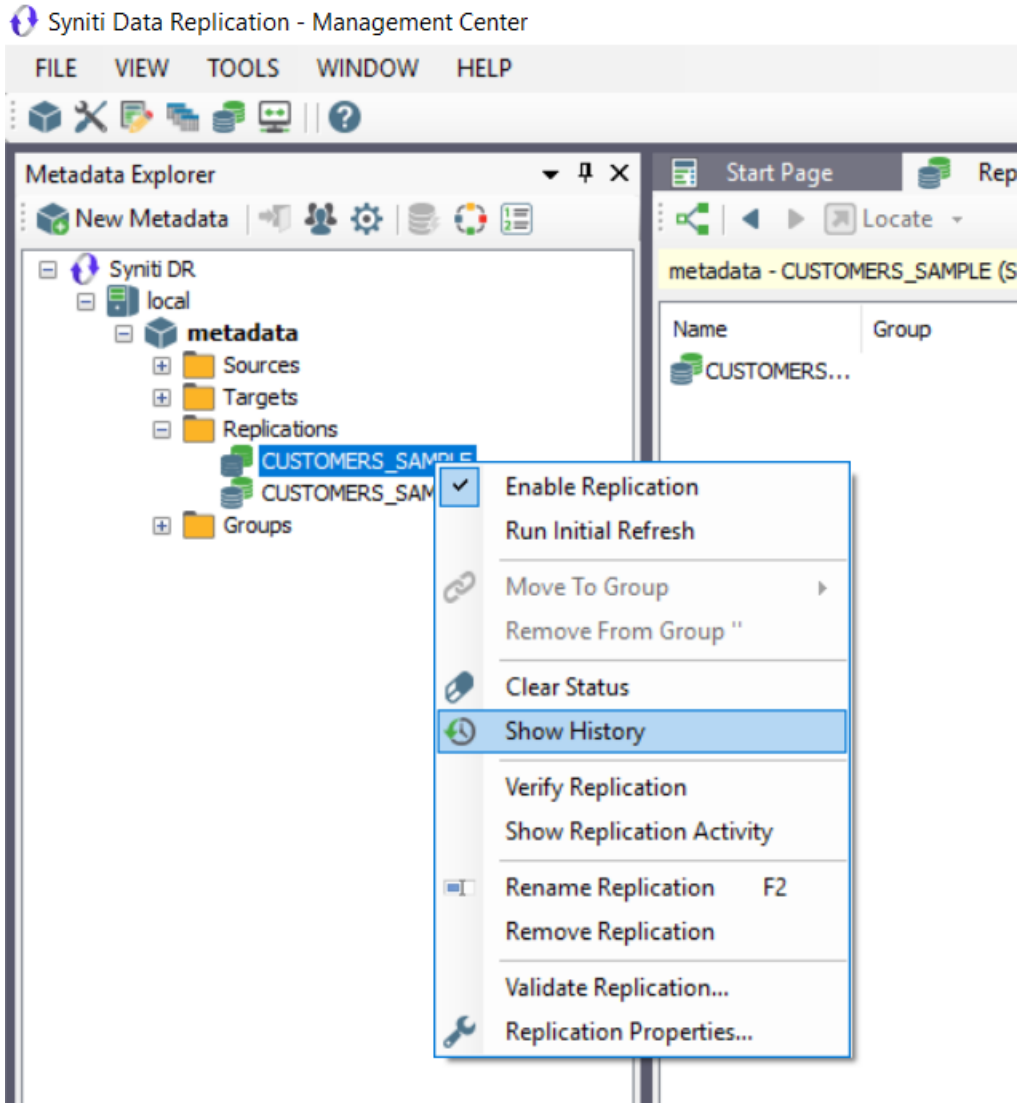 Syniti Data Replication - Management Center
FILE VIEW TOOLS WINDOW HELP
Metadata Explorer
New Metadata
Syniti DR
local
metadata
Sources
Targets
Replications
CUSTOMERS_SAMPLE
CUSTOMERS_SAM
Groups
Start Page Rep
Locate
metadata - CUSTOMERS_SAMPLE (S
Name Group
CUSTOMERS...
Enable Replication
Run Initial Refresh
Move To Group
Remove From Group ''
Clear Status
Show History
Verify Replication
Show Replication Activity
Rename Replication F2
Remove Replication
Validate Replication...
Replication Properties...